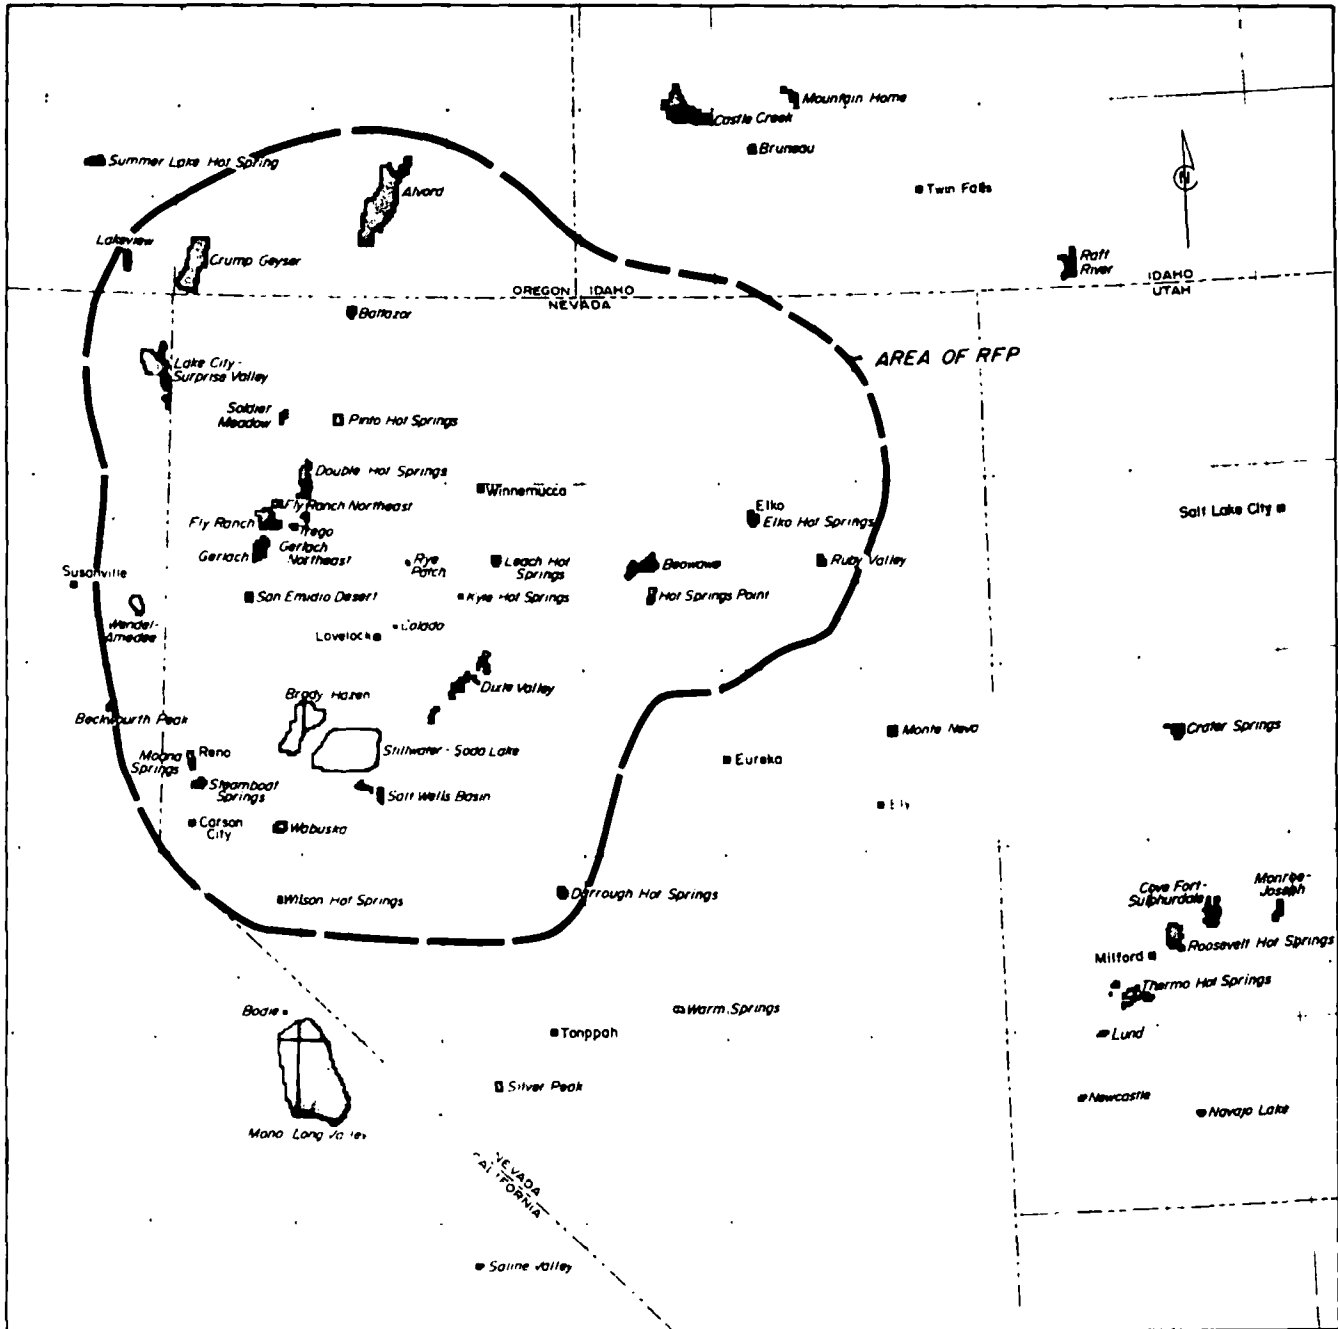 Mountain Home
Castle Creek
Bruneau
Summer Lake Hot Spring
Alvord
Twin Falls
N
Lakeview
Crump Geyser
Raft
River
IDAHO
UTAH
OREGON IDAHO
NEVADA
Baltazor
AREA OF RFP
Lake City-
Surprise Valley
Soldier
Meadow
Pinto Hot Springs
Double Hot Springs
Winnemucca
Fly Ranch Northeast
Elko
Elko Hot Springs
Salt Lake City
Fly Ranch
Trego
Gerlach
Gerlach
Northeast
Rye
Patch
Leach Hot
Springs
Beowawe
Ruby Valley
Susanville
San Emidio Desert
Kyle Hot Springs
Hot Springs Point
Wendel-
Amedee
Colado
Lovelock
Dixie Valley
Brady Hazen
Beckwourth Peak
Monte Neva
Crater Springs
Moana
Springs
Reno
Stillwater - Soda Lake
Eureka
Steamboat
Springs
Salt Wells Basin
Ely
Carson
City
Wabuska
Wilson Hot Springs
Darrough Hot Springs
Cove Fort-
Sulphurdale
Monroe-
Joseph
Roosevelt Hot Springs
Milford
Thermo Hot Springs
Bodie
Warm Springs
Tonopah
Lund
Silver Peak
Newcastle
Navajo Lake
Mono Long Valley
NEVADA
CALIFORNIA
Saline Valley